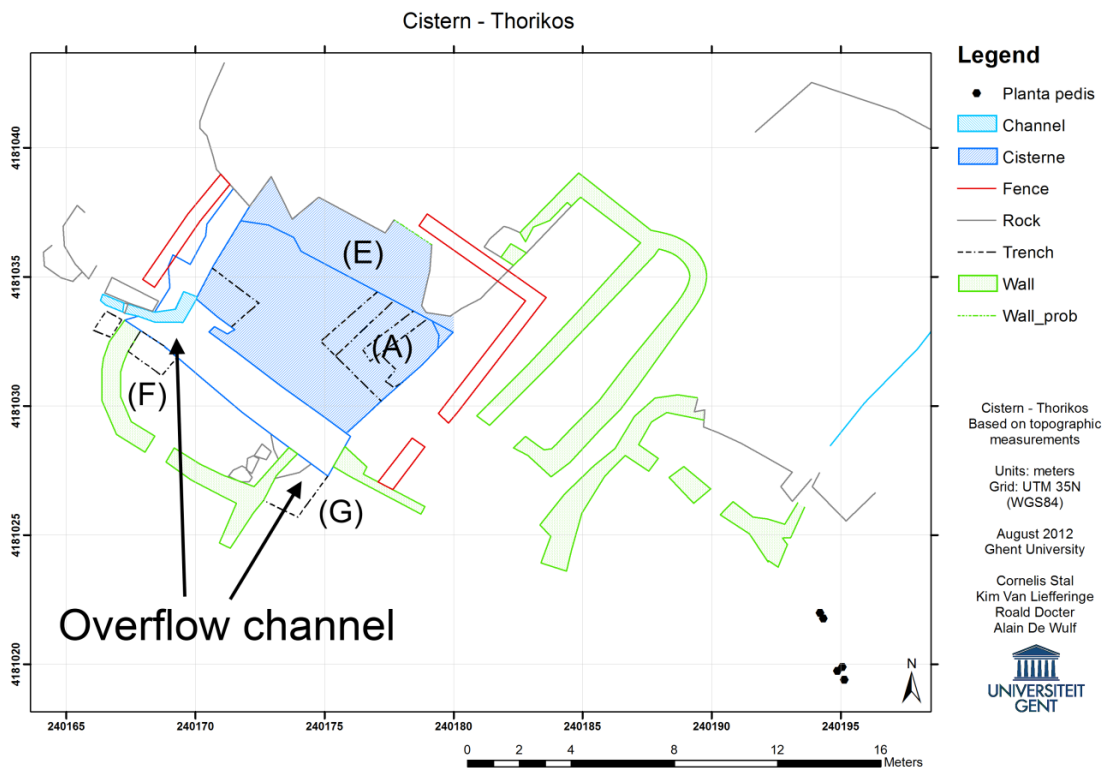 Cistern - Thorikos
Legend
Planta pedis
Channel
Cisterne
Fence
Rock
Trench
Wall
Wall_prob
4181040
4181035
4181030
4181025
4181020
(E)
(A)
(F)
(G)
Overflow channel
N
240165 240170 240175 240180 240185 240190 240195
0 2 4 8 12 16
Meters
Cistern - Thorikos
Based on topographic
measurements
Units: meters
Grid: UTM 35N
(WGS84)
August 2012
Ghent University
Cornelis Stal
Kim Van Liefferinge
Roald Docter
Alain De Wulf
UNIVERSITEIT
GENT